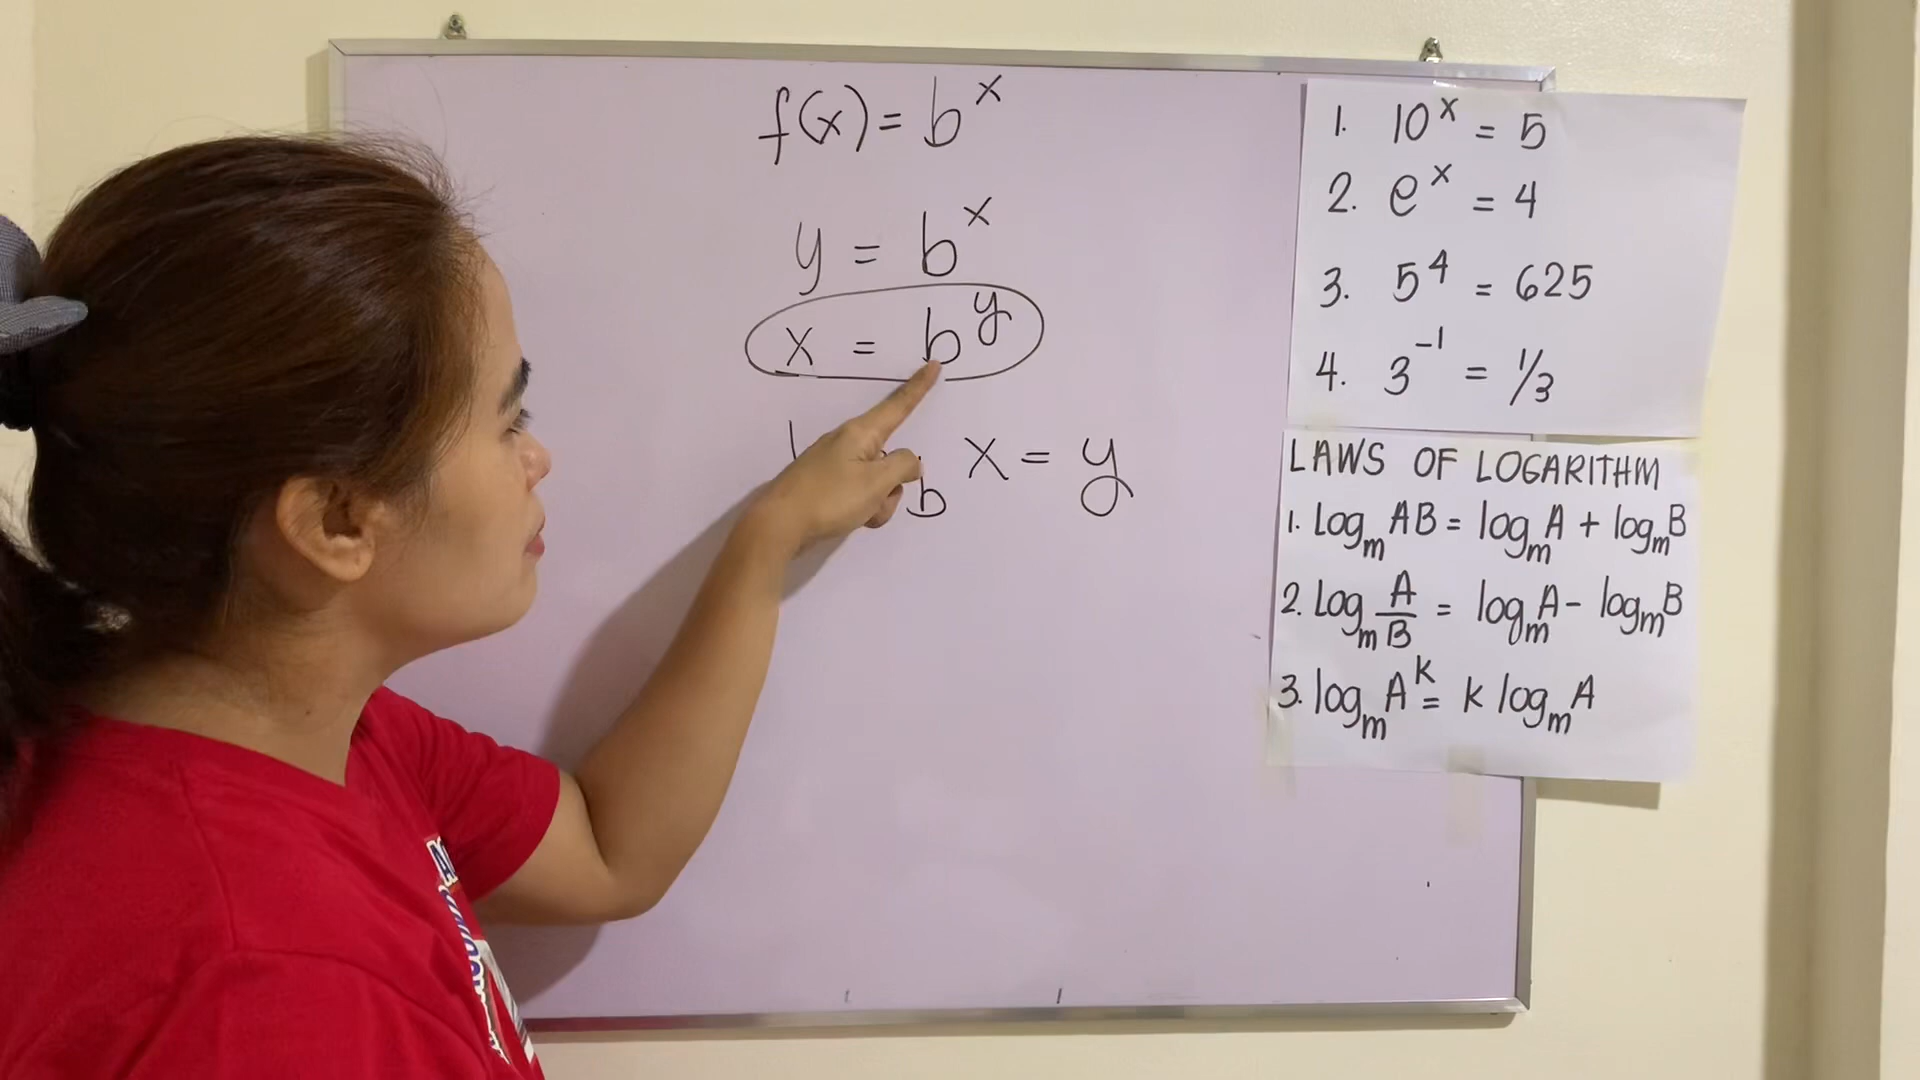 f(x) = b^x
y = b^x
x = b^y
b x = y
1. 10^x = 5
2. e^x = 4
3. 5^4 = 625
4. 3^-1 = 1/3
LAWS OF LOGARITHM
1. Log_m AB = log_m A + log_m B
2. Log_m A/B = log_m A - log_m B
3. log_m A^k = k log_m A